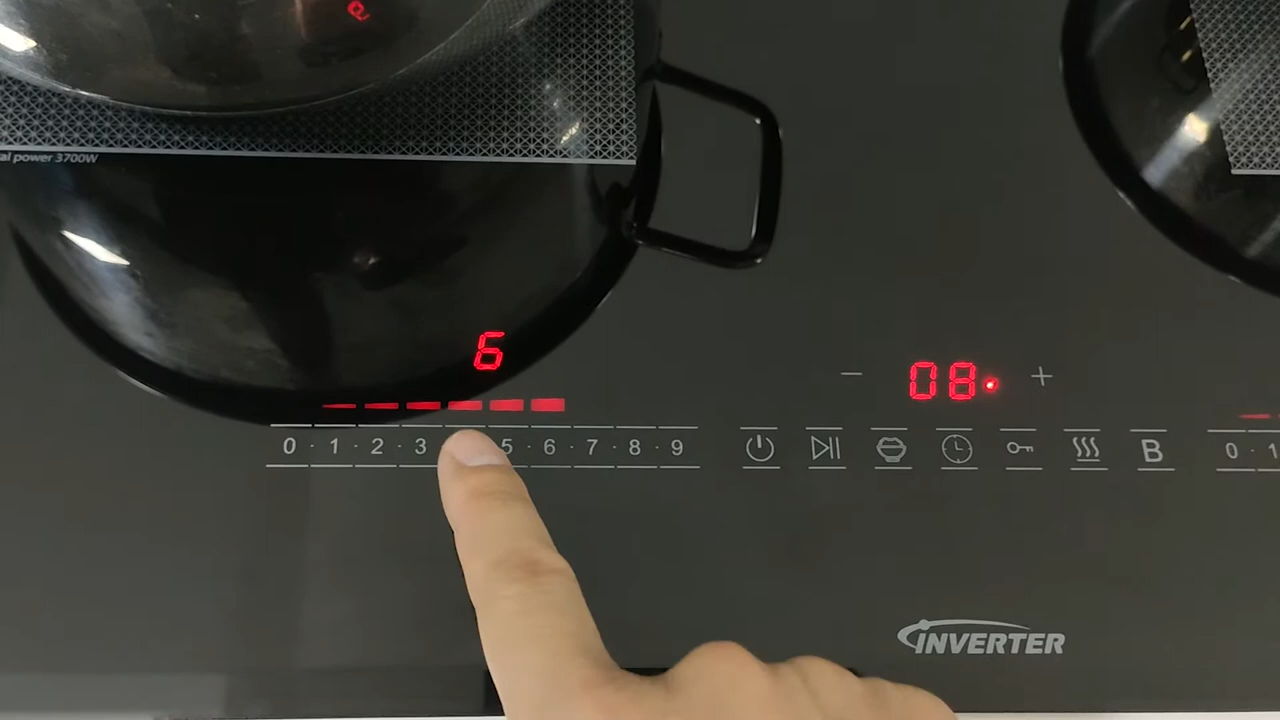 al power 3700W
6
08.
0 · 1 · 2 · 3 5 · 6 · 7 · 8 · 9
B
0 · 1
INVERTER